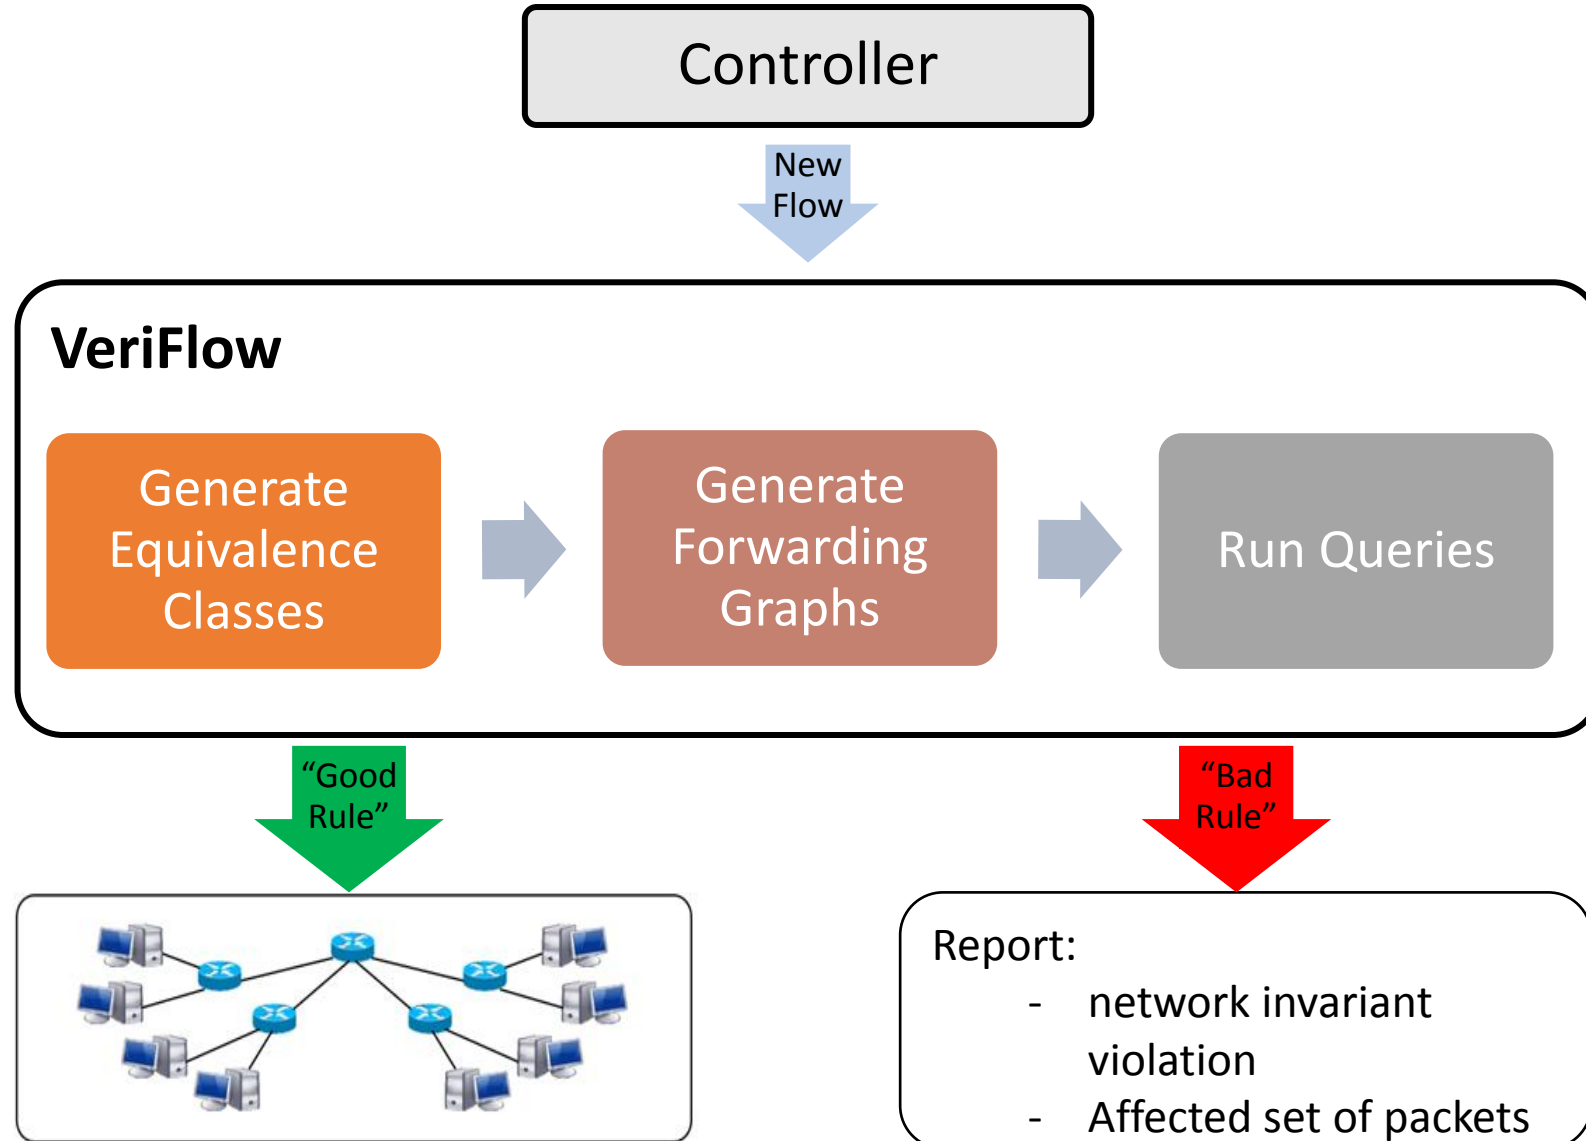 Controller
New
Flow
VeriFlow
Generate
Equivalence
Classes
Generate
Forwarding
Graphs
Run Queries
“Good
Rule”
“Bad
Rule”
Report:
- network invariant
violation
- Affected set of packets